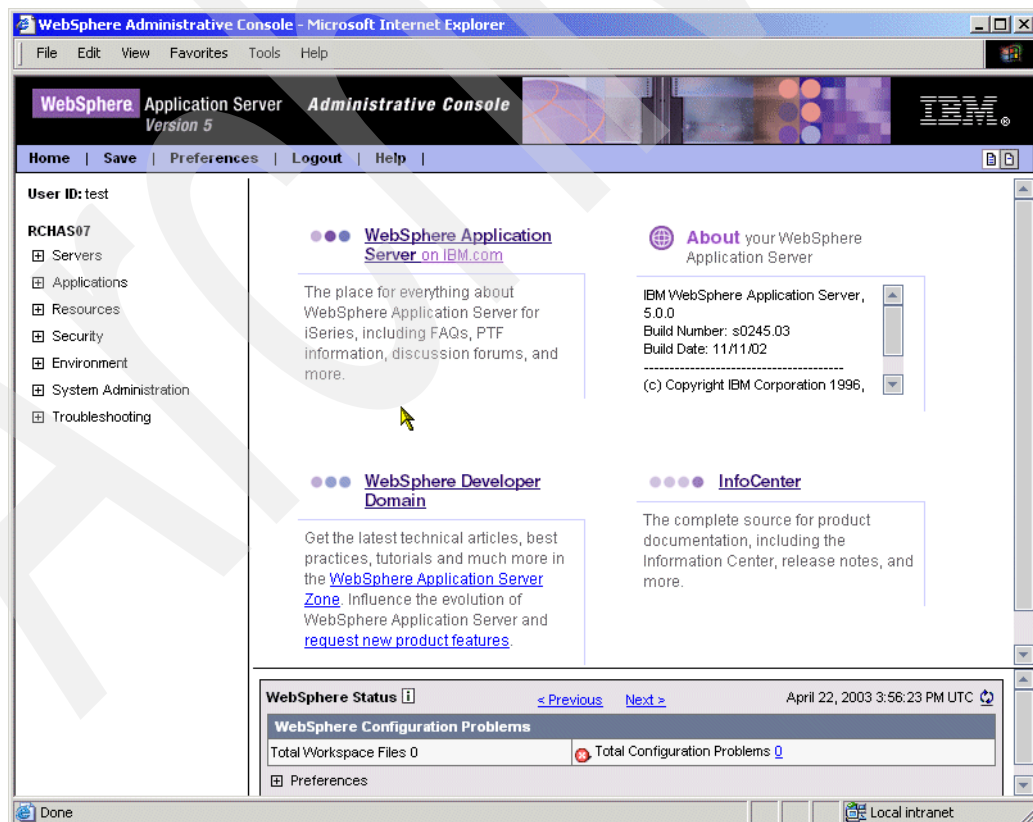 WebSphere Administrative Console - Microsoft Internet Explorer
File Edit View Favorites Tools Help
WebSphere Application Server Administrative Console
Version 5
IBM®
Home | Save | Preferences | Logout | Help |
User ID: test
RCHAS07
Servers
Applications
Resources
Security
Environment
System Administration
Troubleshooting
WebSphere Application
Server on IBM.com
The place for everything about
WebSphere Application Server for
iSeries, including FAQs, PTF
information, discussion forums, and
more.
About your WebSphere
Application Server
IBM WebSphere Application Server,
5.0.0
Build Number: s0245.03
Build Date: 11/11/02
----------------------------------------
(c) Copyright IBM Corporation 1996,
WebSphere Developer
Domain
Get the latest technical articles, best
practices, tutorials and much more in
the WebSphere Application Server
Zone. Influence the evolution of
WebSphere Application Server and
request new product features.
InfoCenter
The complete source for product
documentation, including the
Information Center, release notes, and
more.
WebSphere Status i < Previous Next > April 22, 2003 3:56:23 PM UTC
WebSphere Configuration Problems
Total Workspace Files 0 Total Configuration Problems 0
Preferences
Done Local intranet